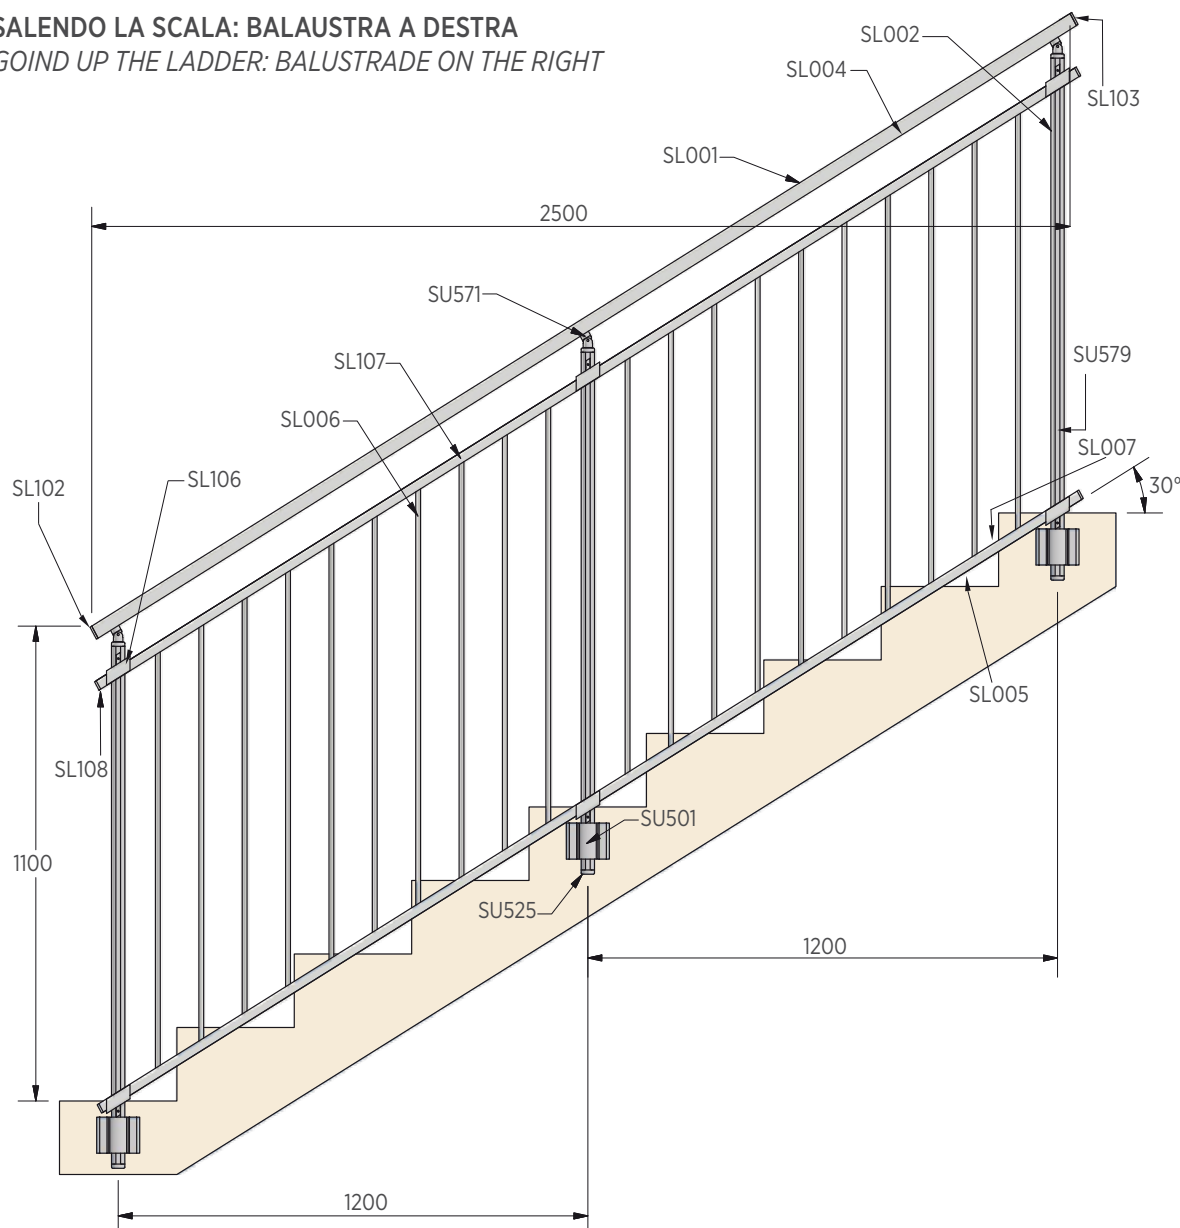 SALENDO LA SCALA: BALAUSTRA A DESTRA
GOIND UP THE LADDER: BALUSTRADE ON THE RIGHT
SL002
SL004
SL103
SL001
2500
SU571
SL107
SU579
SL006
SL007
SL106
SL102
30°
SL005
SL108
SU501
1100
SU525
1200
1200